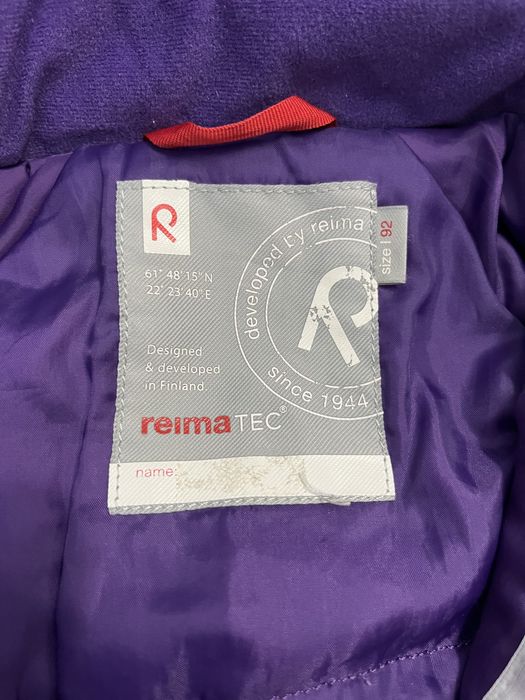 R
61° 48'15"N
22° 23'40"E
Designed
& developed
in Finland.
reimaTEC®
name:
developed by reima
R
since 1944
size | 92